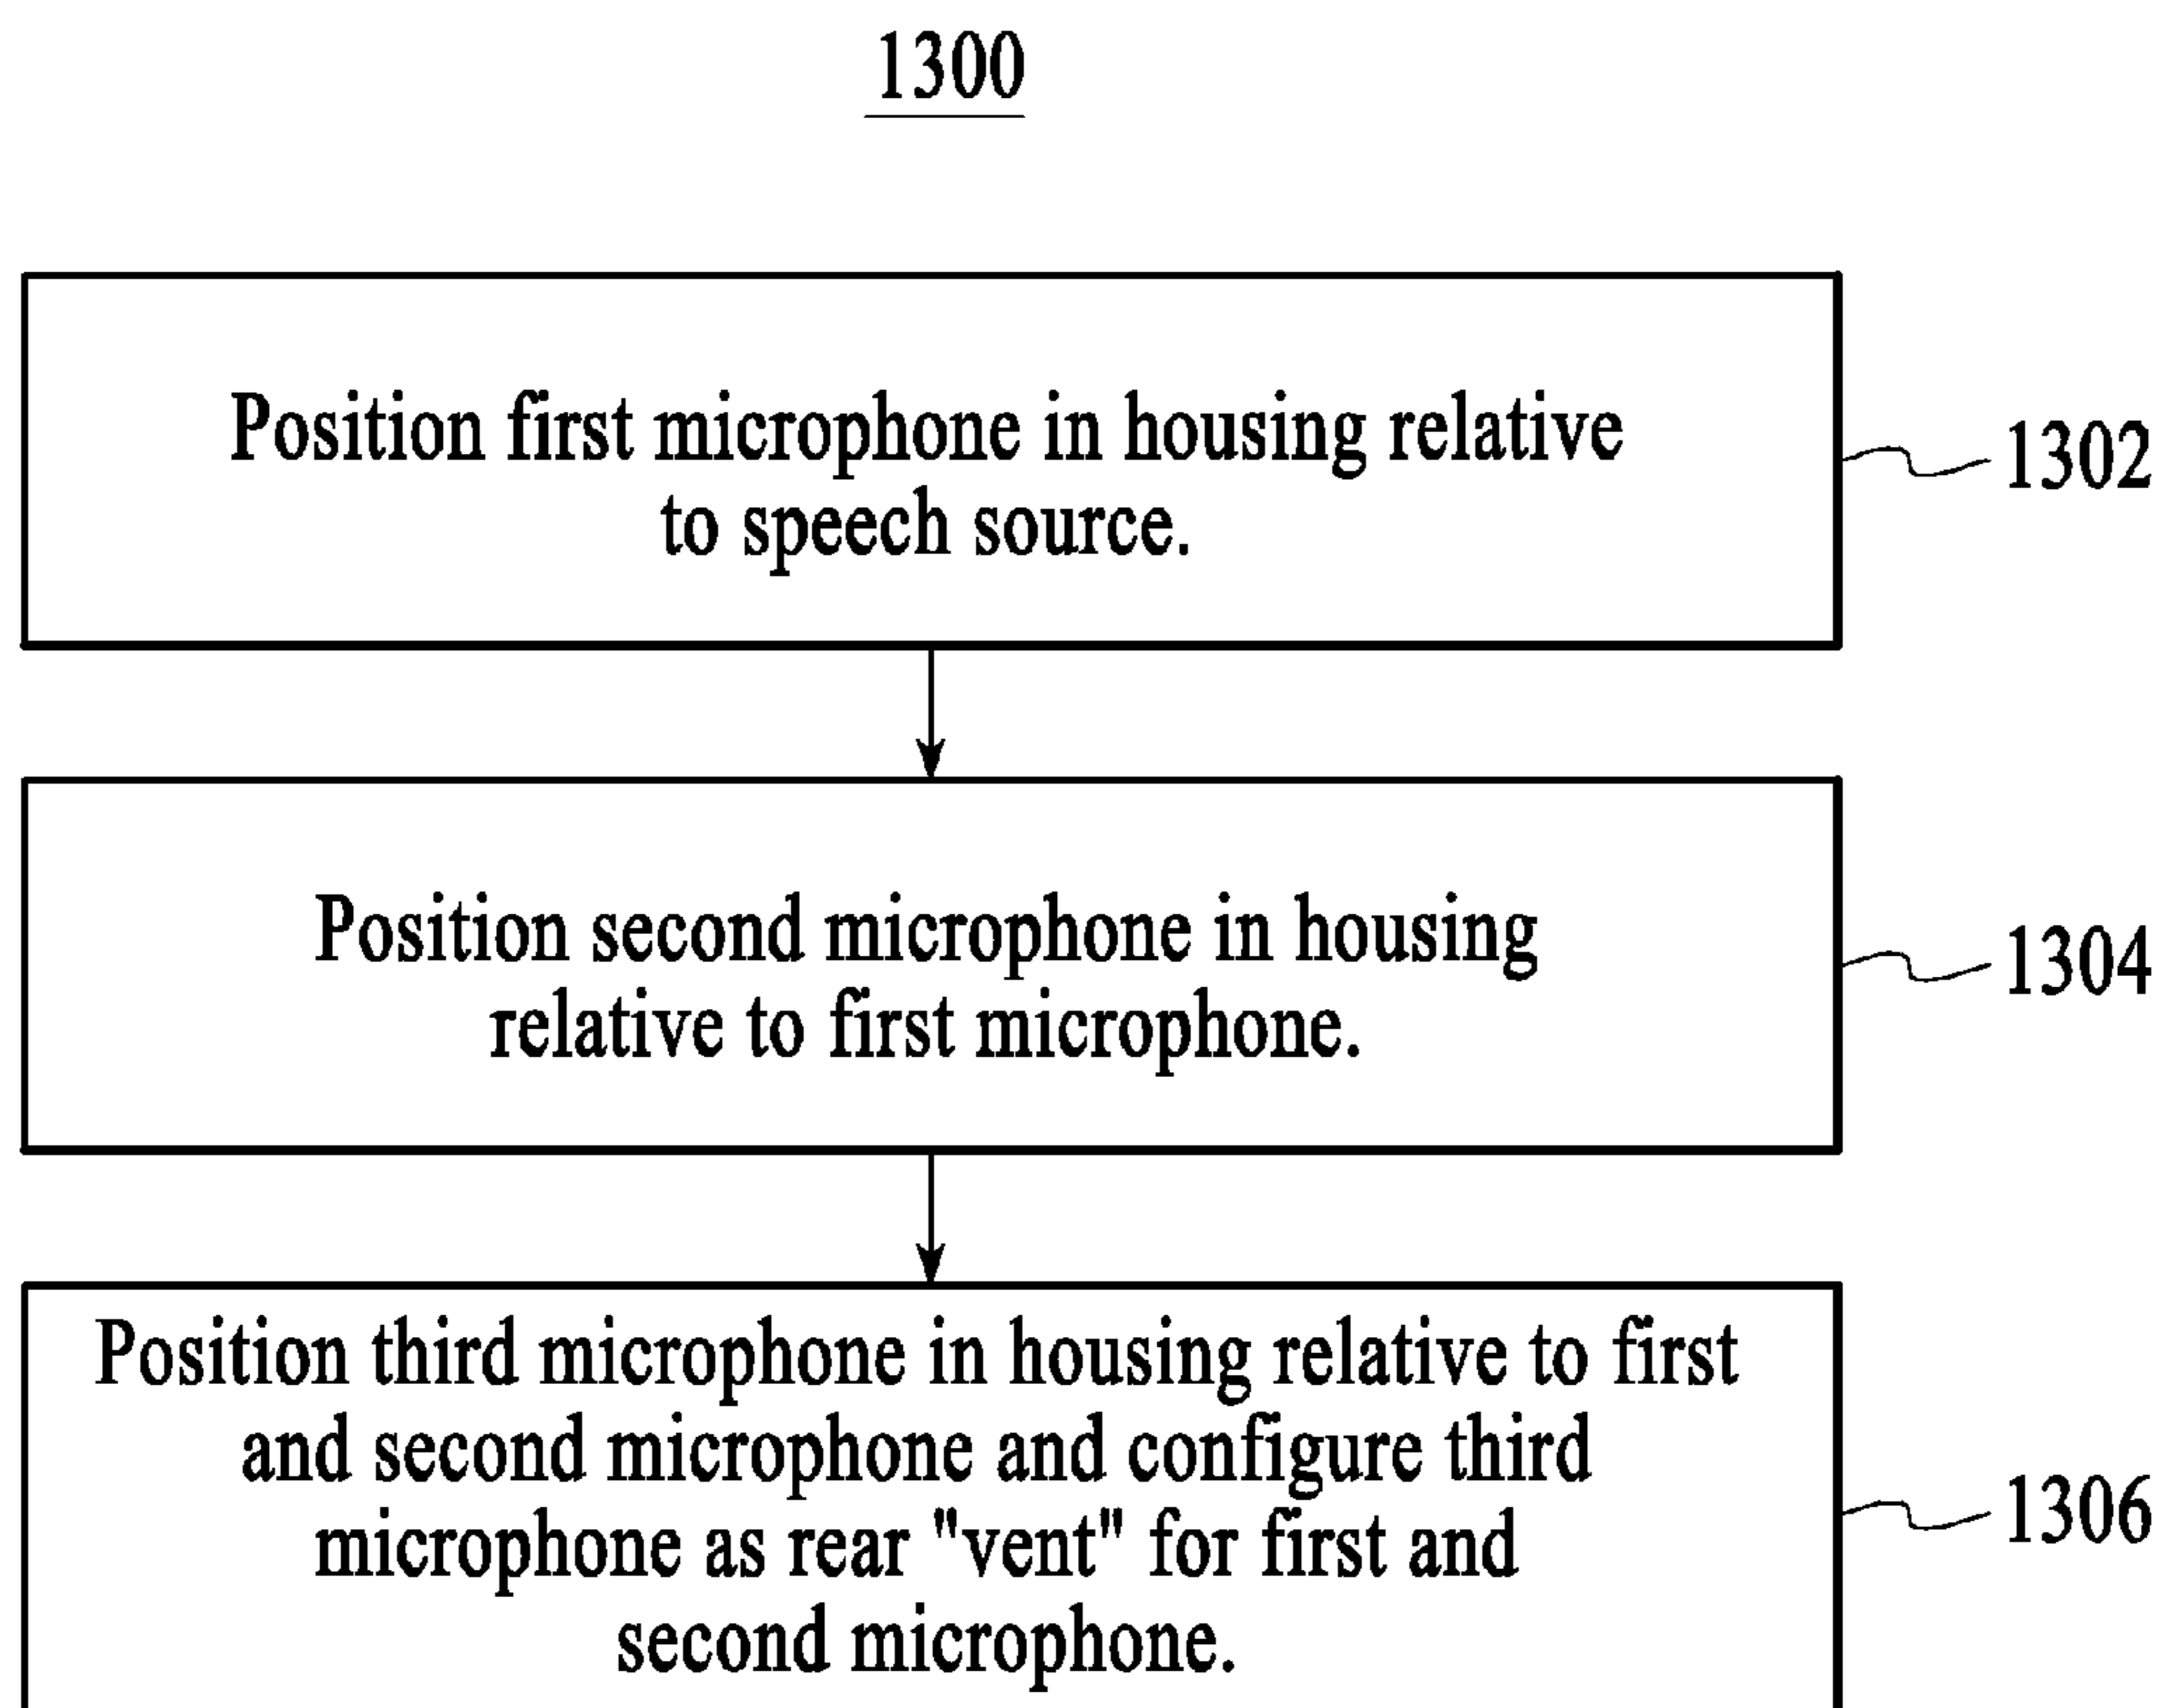 1300
Position first microphone in housing relative
to speech source.
1302
Position second microphone in housing
relative to first microphone.
1304
Position third microphone in housing relative to first
and second microphone and configure third
microphone as rear "vent" for first and
second microphone.
1306